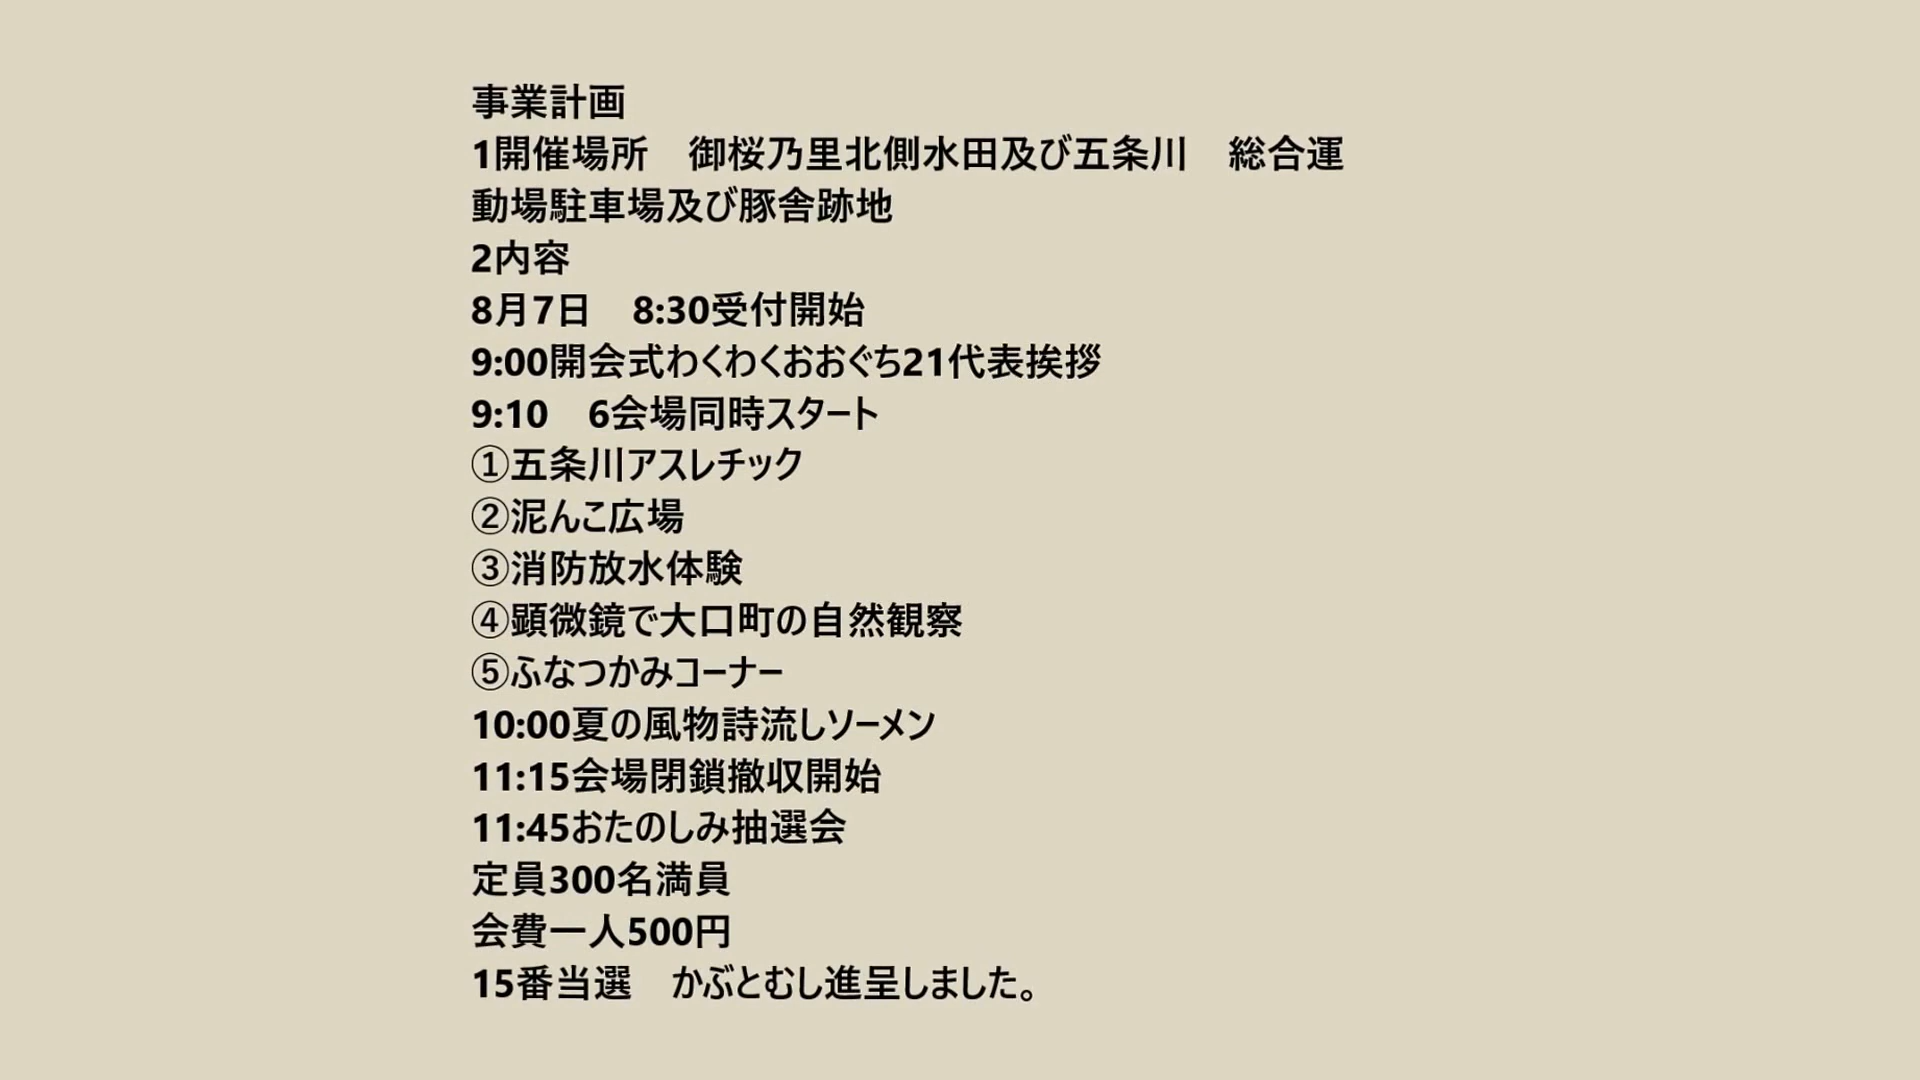 事業計画
1開催場所　御桜乃里北側水田及び五条川　総合運
動場駐車場及び豚舎跡地
2内容
8月7日　8:30受付開始
9:00開会式わくわくおおぐち21代表挨拶
9:10　6会場同時スタート
①五条川アスレチック
②泥んこ広場
③消防放水体験
④顕微鏡で大口町の自然観察
⑤ふなつかみコーナー
10:00夏の風物詩流しソーメン
11:15会場閉鎖撤収開始
11:45おたのしみ抽選会
定員300名満員
会費一人500円
15番当選　かぶとむし進呈しました。